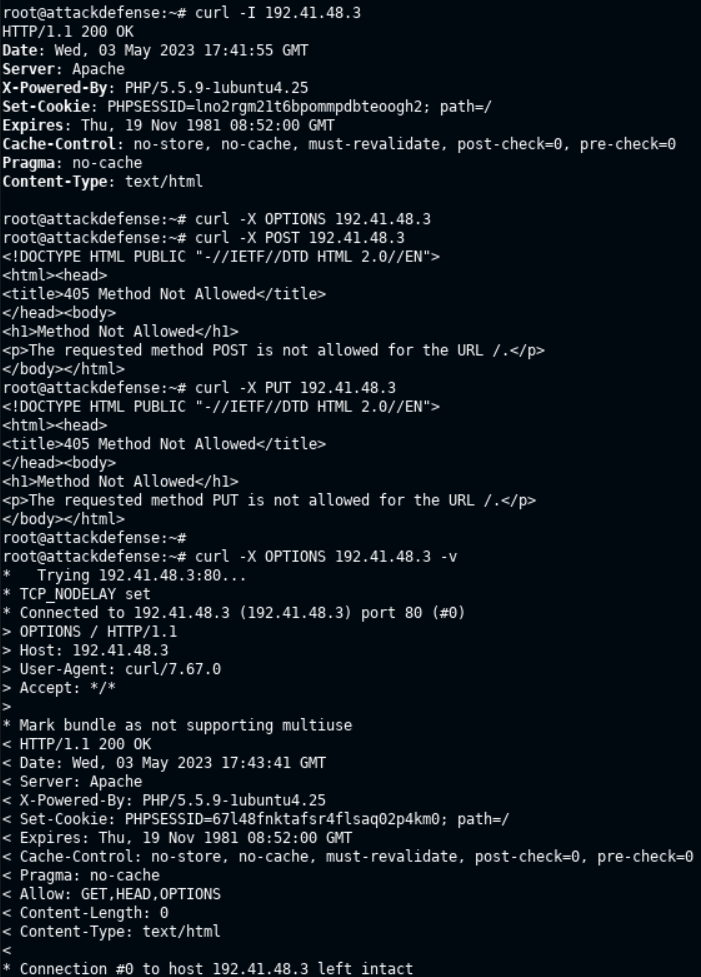 root@attackdefense:~# curl -I 192.41.48.3
HTTP/1.1 200 OK
Date: Wed, 03 May 2023 17:41:55 GMT
Server: Apache
X-Powered-By: PHP/5.5.9-1ubuntu4.25
Set-Cookie: PHPSESSID=lno2rgm21t6bpommpdbteoogh2; path=/
Expires: Thu, 19 Nov 1981 08:52:00 GMT
Cache-Control: no-store, no-cache, must-revalidate, post-check=0, pre-check=0
Pragma: no-cache
Content-Type: text/html

root@attackdefense:~# curl -X OPTIONS 192.41.48.3
root@attackdefense:~# curl -X POST 192.41.48.3
<!DOCTYPE HTML PUBLIC "-//IETF//DTD HTML 2.0//EN">
<html><head>
<title>405 Method Not Allowed</title>
</head><body>
<h1>Method Not Allowed</h1>
<p>The requested method POST is not allowed for the URL /.</p>
</body></html>
root@attackdefense:~# curl -X PUT 192.41.48.3
<!DOCTYPE HTML PUBLIC "-//IETF//DTD HTML 2.0//EN">
<html><head>
<title>405 Method Not Allowed</title>
</head><body>
<h1>Method Not Allowed</h1>
<p>The requested method PUT is not allowed for the URL /.</p>
</body></html>
root@attackdefense:~#
root@attackdefense:~# curl -X OPTIONS 192.41.48.3 -v
*   Trying 192.41.48.3:80...
* TCP_NODELAY set
* Connected to 192.41.48.3 (192.41.48.3) port 80 (#0)
> OPTIONS / HTTP/1.1
> Host: 192.41.48.3
> User-Agent: curl/7.67.0
> Accept: */*
>
* Mark bundle as not supporting multiuse
< HTTP/1.1 200 OK
< Date: Wed, 03 May 2023 17:43:41 GMT
< Server: Apache
< X-Powered-By: PHP/5.5.9-1ubuntu4.25
< Set-Cookie: PHPSESSID=67l48fnktafsr4flsaq02p4km0; path=/
< Expires: Thu, 19 Nov 1981 08:52:00 GMT
< Cache-Control: no-store, no-cache, must-revalidate, post-check=0, pre-check=0
< Pragma: no-cache
< Allow: GET,HEAD,OPTIONS
< Content-Length: 0
< Content-Type: text/html
<
* Connection #0 to host 192.41.48.3 left intact